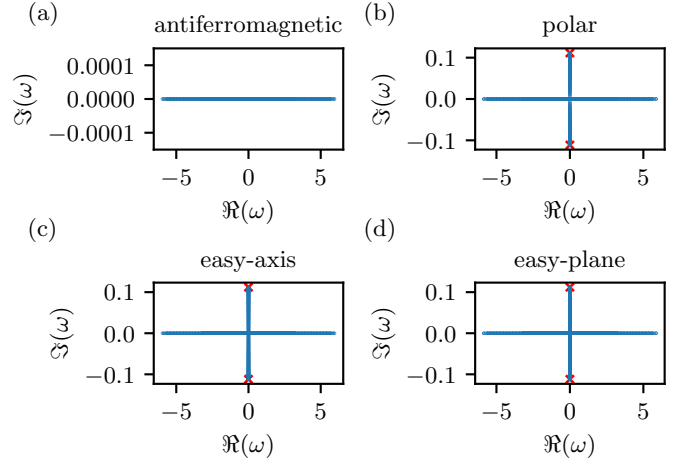 (a)
antiferromagnetic
0.0001
0.0000
−0.0001
ℑ(ω)
−5
0
5
ℜ(ω)
(b)
polar
0.1
0.0
−0.1
ℑ(ω)
−5
0
5
ℜ(ω)
(c)
easy-axis
0.1
0.0
−0.1
ℑ(ω)
−5
0
5
ℜ(ω)
(d)
easy-plane
0.1
0.0
−0.1
ℑ(ω)
−5
0
5
ℜ(ω)